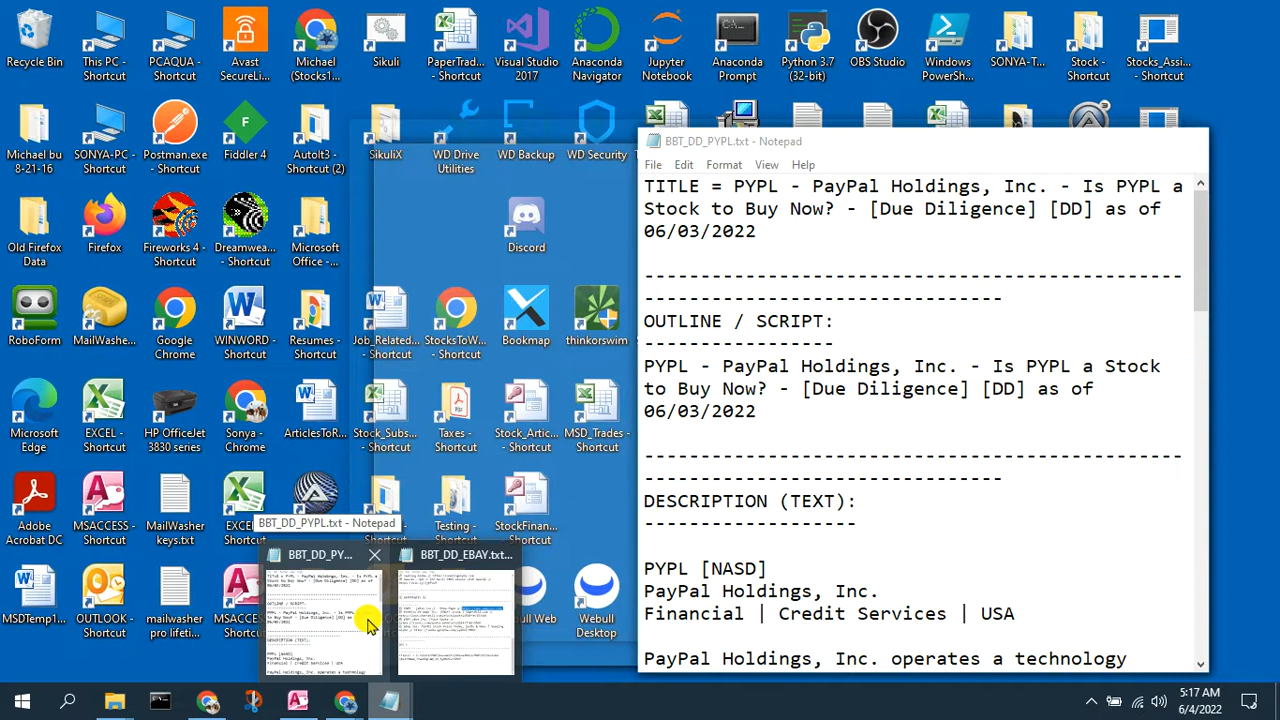 Recycle Bin
This PC - Shortcut
PCAQUA - Shortcut
Avast SecureLi...
Michael (Stocks1...
Sikuli
PaperTrad... - Shortcut
Visual Studio 2017
Anaconda Navigator
Jupyter Notebook
Anaconda Prompt
Python 3.7 (32-bit)
OBS Studio
Windows PowerSh...
SONYA-T...
Stock - Shortcut
Stocks_Assi... - Shortcut
Michael bu 8-21-16
SONYA-PC - Shortcut
Postman.exe - Shortcut
Fiddler 4
AutoIt3 - Shortcut (2)
SikuliX
WD Drive Utilities
WD Backup
WD Security
Old Firefox Data
Firefox
Fireworks 4 - Shortcut
Dreamwea... - Shortcut
Microsoft Office - ...
Discord
RoboForm
MailWashe...
Google Chrome
WINWORD - Shortcut
Resumes - Shortcut
Job_Related... - Shortcut
StocksToW... - Shortcut
Bookmap
thinkorswim
Microsoft Edge
EXCEL - Shortcut
HP OfficeJet 3830 series
Sonya - Chrome
ArticlesToR...
Stock_Subs... - Shortcut
Taxes - Shortcut
Stock_Artic... - Shortcut
MSD_Trades - Shortcut
Adobe Acrobat DC
MSACCESS - Shortcut
MailWasher keys.txt
Testing - Shortcut
StockFinan... - Shortcut
OUTLOOK - Shortcut
Webull Desktop
BBT_DD_PYPL.txt - Notepad
File Edit Format View Help
TITLE = PYPL - PayPal Holdings, Inc. - Is PYPL a
Stock to Buy Now? - [Due Diligence] [DD] as of
06/03/2022
------------------------------------------------
--------------------------------
OUTLINE / SCRIPT:
-----------------
PYPL - PayPal Holdings, Inc. - Is PYPL a Stock
to Buy Now? - [Due Diligence] [DD] as of
06/03/2022
------------------------------------------------
--------------------------------
DESCRIPTION (TEXT):
-------------------
PYPL [NASD]
PayPal Holdings, Inc.
Financial | Credit Services | USA
PayPal Holdings, Inc. operates a technology
BBT_DD_PYPL.txt - Notepad
BBT_DD_PY...
BBT_DD_EBAY.txt...
5:17 AM
6/4/2022